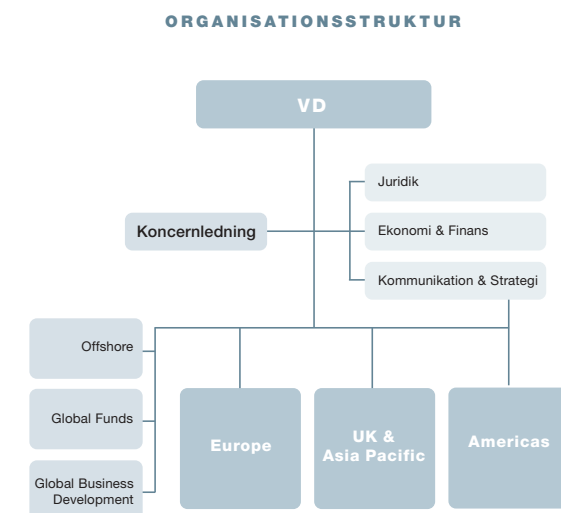 ORGANISATIONSSTRUKTUR
VD
Juridik
Koncernledning
Ekonomi & Finans
Kommunikation & Strategi
Offshore
Global Funds
Global Business
Development
Europe
UK &
Asia Pacific
Americas